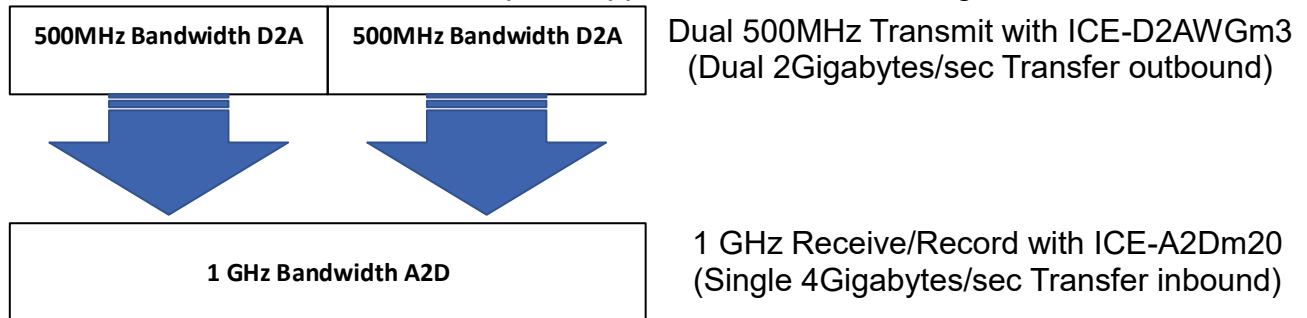 500MHz Bandwidth D2A
500MHz Bandwidth D2A
Dual 500MHz Transmit with ICE-D2AWGm3
(Dual 2Gigabytes/sec Transfer outbound)
1 GHz Bandwidth A2D
1 GHz Receive/Record with ICE-A2Dm20
(Single 4Gigabytes/sec Transfer inbound)